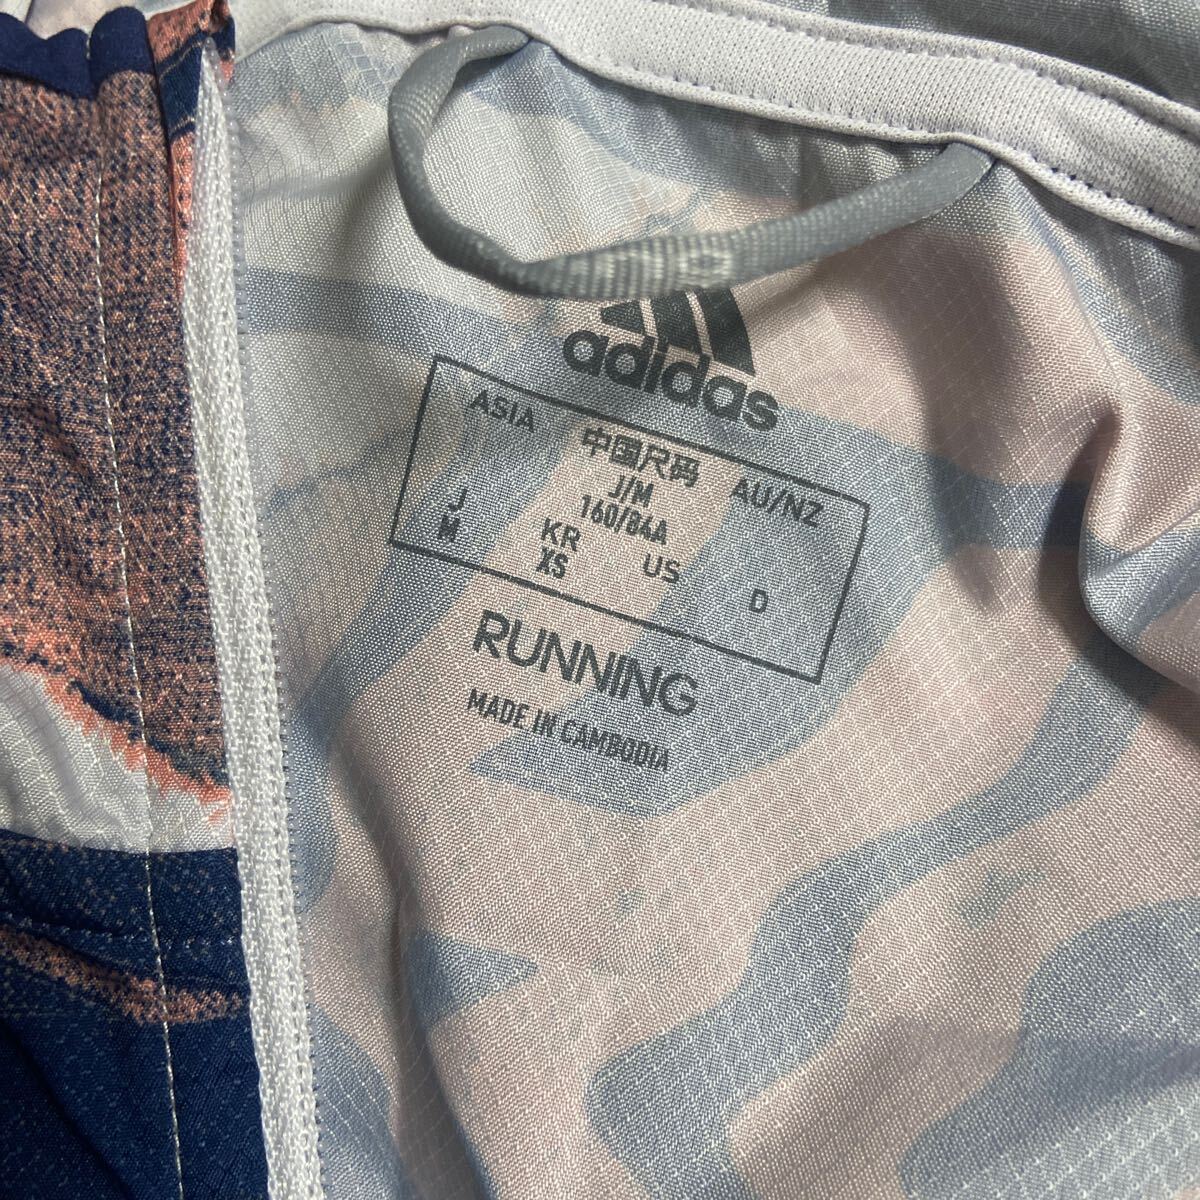 adidas
ASIA 中国尺码 AU/NZ
J J/M
M 160/84A
KR US D
XS
RUNNING
MADE IN CAMBODIA